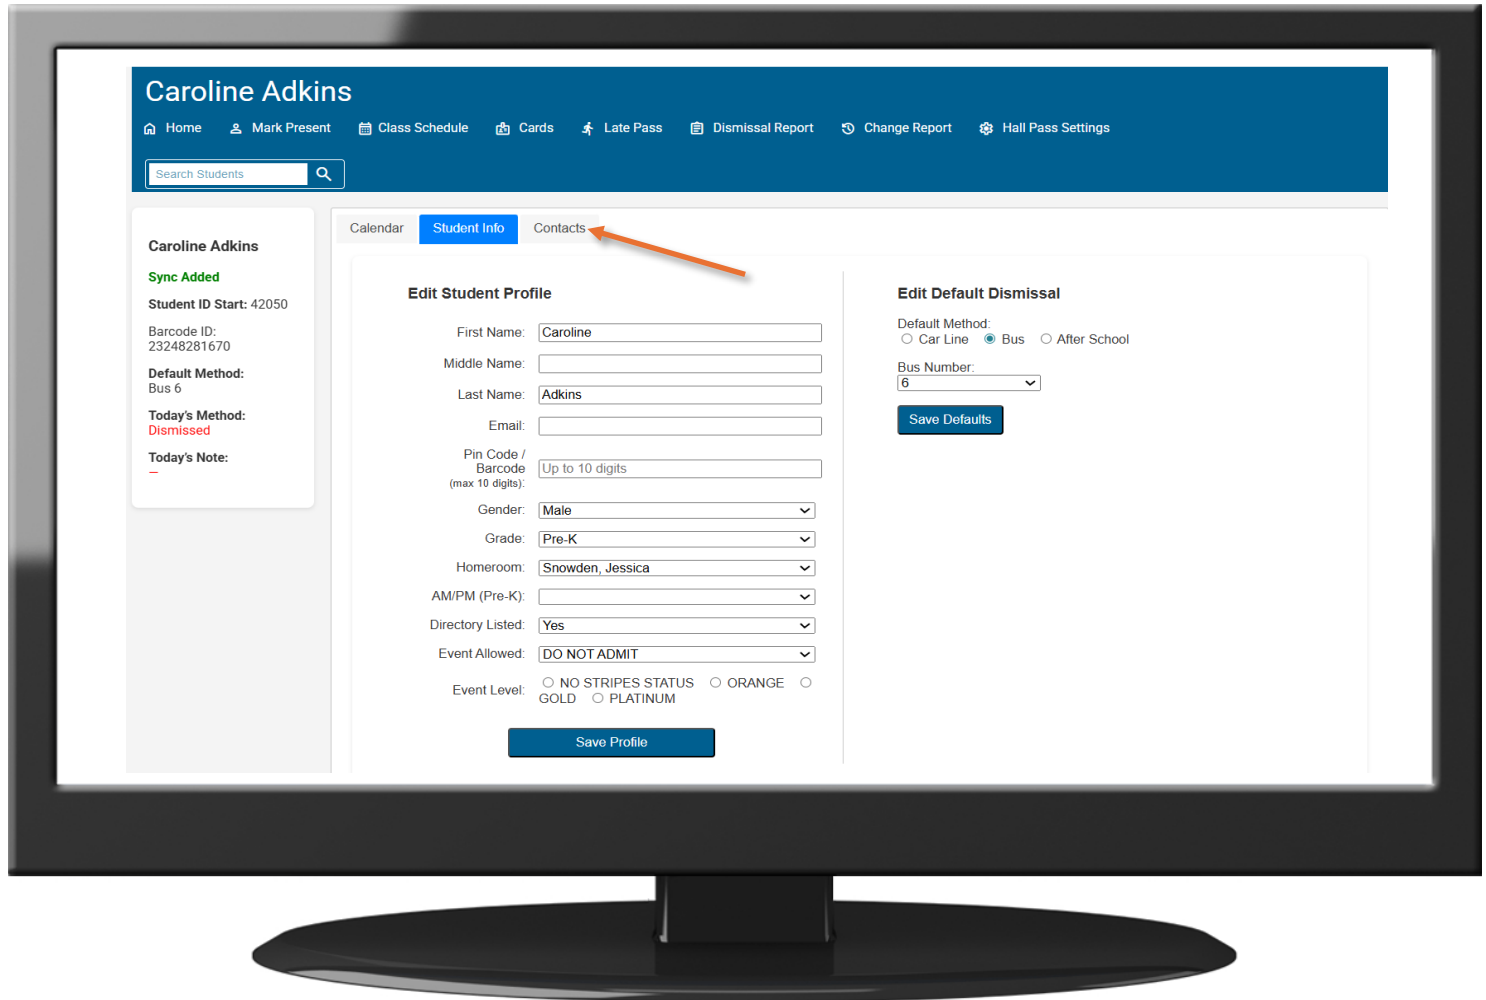 Caroline Adkins
Home Mark Present Class Schedule Cards Late Pass Dismissal Report Change Report Hall Pass Settings
Search Students
Caroline Adkins
Sync Added
Student ID Start: 42050
Barcode ID:
23248281670
Default Method:
Bus 6
Today's Method:
Dismissed
Today's Note:
—
Calendar Student Info Contacts
Edit Student Profile
First Name: Caroline
Middle Name:
Last Name: Adkins
Email:
Pin Code /
Barcode
(max 10 digits):
Up to 10 digits
Gender: Male
Grade: Pre-K
Homeroom: Snowden, Jessica
AM/PM (Pre-K):
Directory Listed: Yes
Event Allowed: DO NOT ADMIT
Event Level:
NO STRIPES STATUS ORANGE
GOLD PLATINUM
Save Profile
Edit Default Dismissal
Default Method:
Car Line Bus After School
Bus Number:
6
Save Defaults